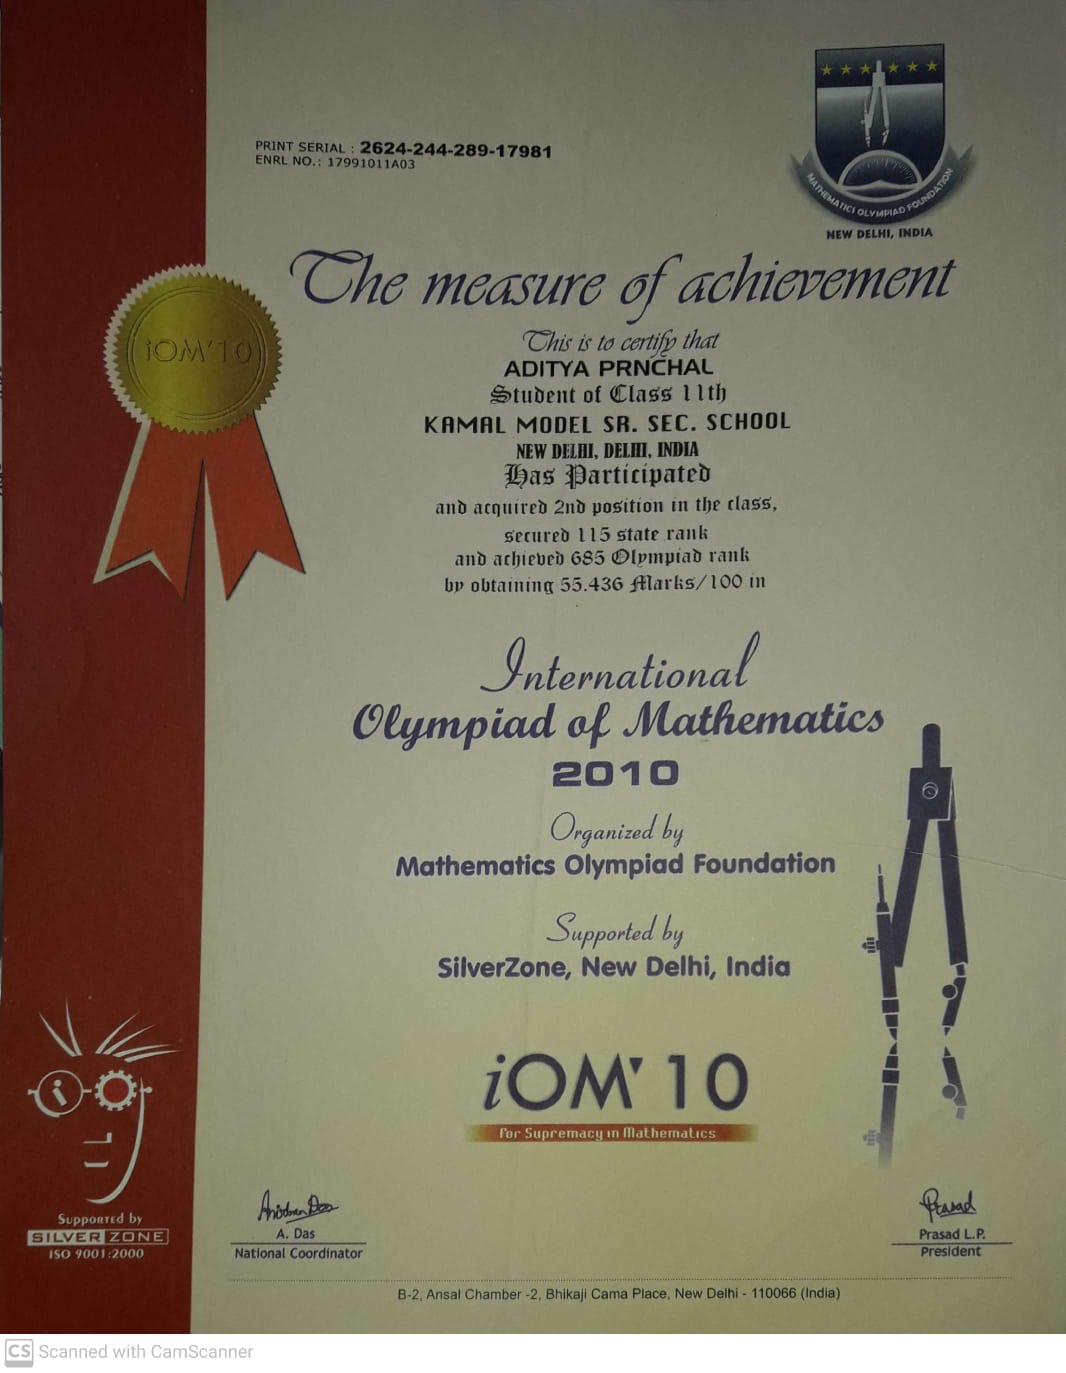 PRINT SERIAL : 2624-244-289-17981
ENRL NO.: 17991011A03
MATHEMATICS OLYMPIAD FOUNDATION
NEW DELHI, INDIA
The measure of achievement
iOM'10
This is to certify that
ADITYA PRNCHAL
Student of Class 11th
KAMAL MODEL SR. SEC. SCHOOL
NEW DELHI, DELHI, INDIA
Has Participated
and acquired 2nd position in the class,
secured 115 state rank
and achieved 685 Olympiad rank
by obtaining 55.436 Marks/100 in
International
Olympiad of Mathematics
2010
Organized by
Mathematics Olympiad Foundation
Supported by
SilverZone, New Delhi, India
iOM'10
For Supremacy in Mathematics
Supported by
SILVER ZONE
ISO 9001:2000
A. Das
National Coordinator
Prasad
Prasad L.P.
President
B-2, Ansal Chamber -2, Bhikaji Cama Place, New Delhi - 110066 (India)
CS Scanned with CamScanner